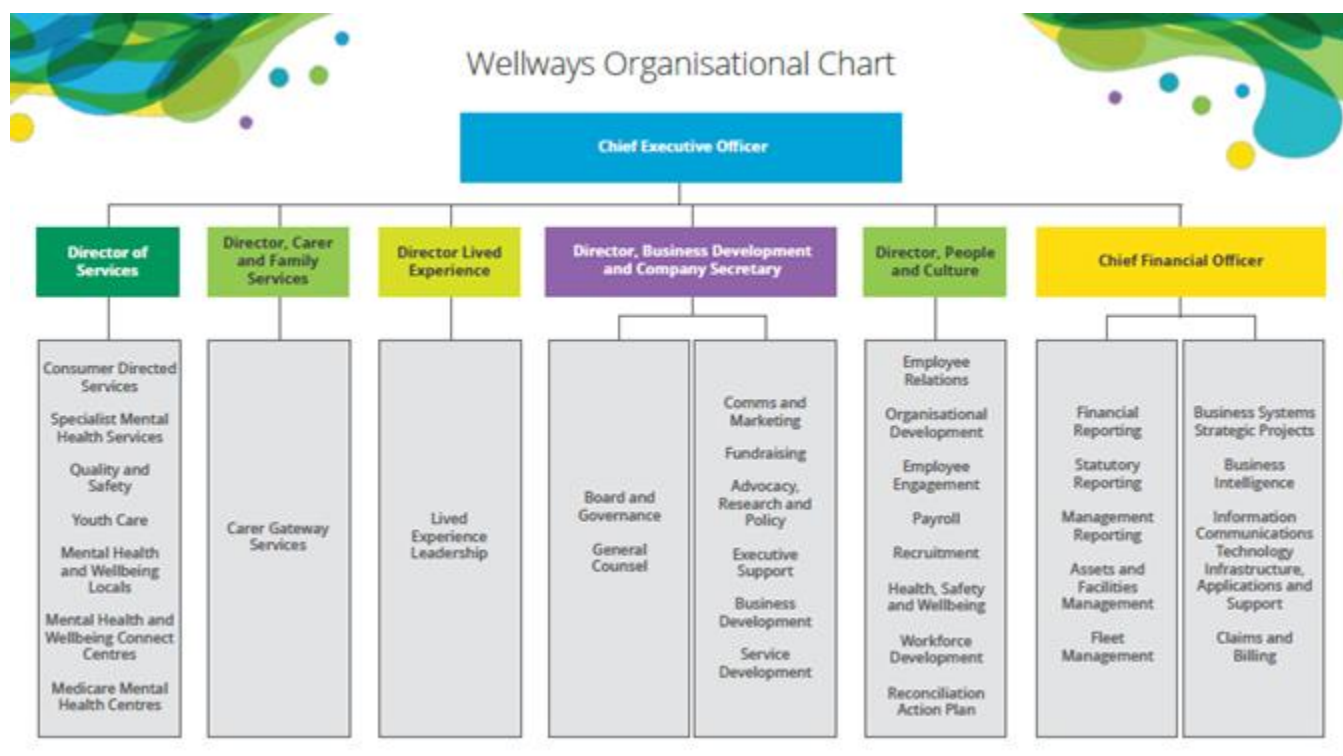 Wellways Organisational Chart
Chief Executive Officer
Director of
Services
Director, Carer
and Family
Services
Director Lived
Experience
Director, Business Development
and Company Secretary
Director, People
and Culture
Chief Financial Officer
Consumer Directed
Services
Specialist Mental
Health Services
Quality and
Safety
Youth Care
Mental Health
and Wellbeing
Locals
Mental Health and
Wellbeing Connect
Centres
Medicare Mental
Health Centres
Carer Gateway
Services
Lived
Experience
Leadership
Board and
Governance
General
Counsel
Comms and
Marketing
Fundraising
Advocacy,
Research and
Policy
Executive
Support
Business
Development
Service
Development
Employee
Relations
Organisational
Development
Employee
Engagement
Payroll
Recruitment
Health, Safety
and Wellbeing
Workforce
Development
Reconciliation
Action Plan
Financial
Reporting
Statutory
Reporting
Management
Reporting
Assets and
Facilities
Management
Fleet
Management
Business Systems
Strategic Projects
Business
Intelligence
Information
Communications
Technology
Infrastructure,
Applications and
Support
Claims and
Billing